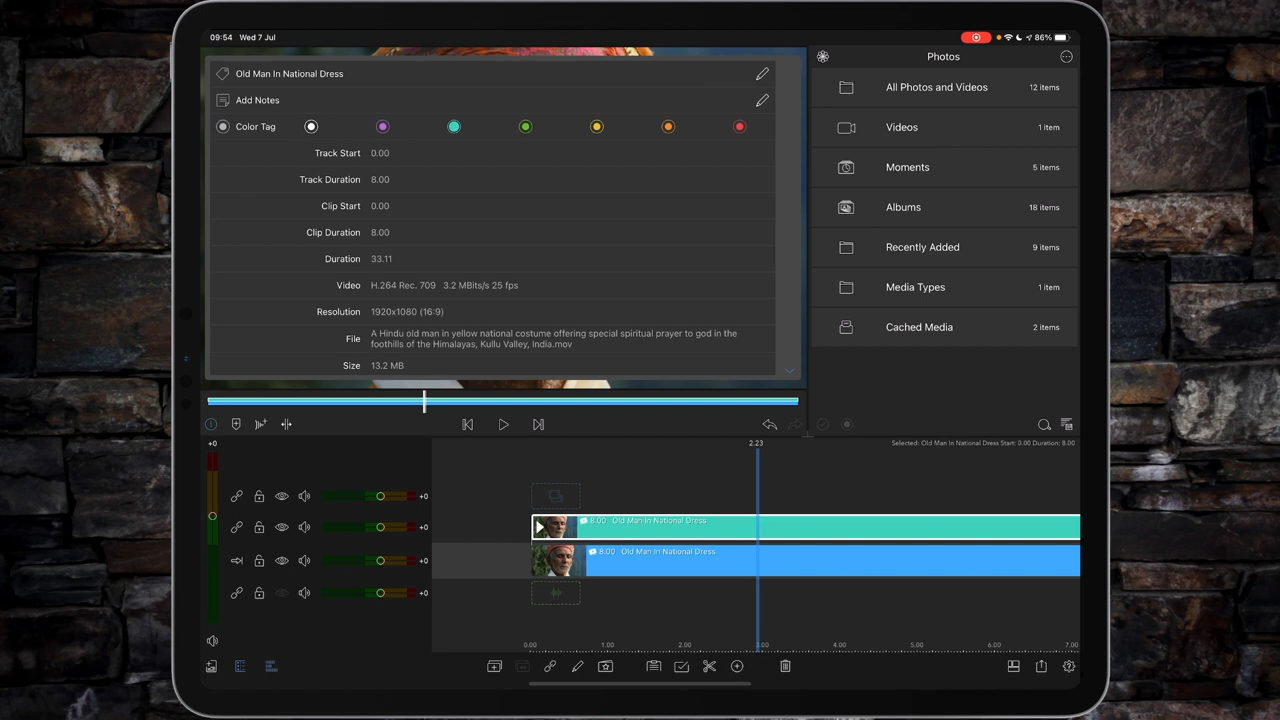 09:54 Wed 7 Jul
86%
Old Man In National Dress
Add Notes
Color Tag
Track Start 0.00
Track Duration 8.00
Clip Start 0.00
Clip Duration 8.00
Duration 33.11
Video H.264 Rec. 709 3.2 MBits/s 25 fps
Resolution 1920x1080 (16:9)
File A Hindu old man in yellow national costume offering special spiritual prayer to god in the
foothills of the Himalayas, Kullu Valley, India.mov
Size 13.2 MB
Photos
All Photos and Videos 12 items
Videos 1 item
Moments 5 items
Albums 18 items
Recently Added 9 items
Media Types 1 item
Cached Media 2 items
+0
2.23
Selected: Old Man In National Dress Start: 0.00 Duration: 8.00
+0
+0
8.00 Old Man In National Dress
+0
8.00 Old Man In National Dress
+0
0.00 1.00 2.00 3.00 4.00 5.00 6.00 7.00